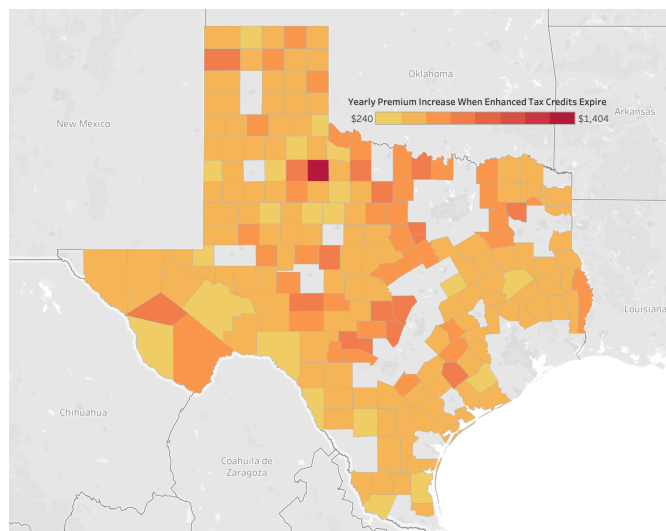 Oklahoma
Yearly Premium Increase When Enhanced Tax Credits Expire
$240 $1,404
Arkansas
New Mexico
Louisiana
Chihuahua
Coahuila de
Zaragoza